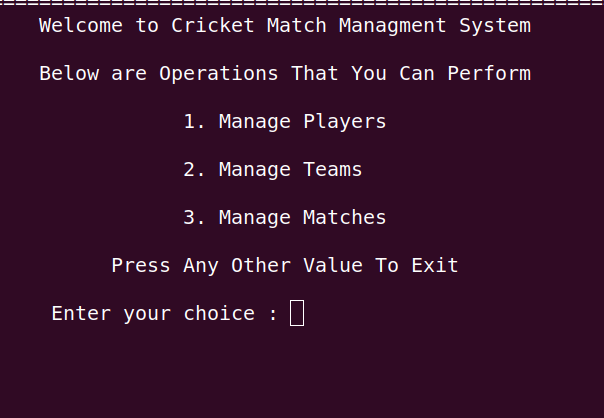 Welcome to Cricket Match Managment System
Below are Operations That You Can Perform
1. Manage Players
2. Manage Teams
3. Manage Matches
Press Any Other Value To Exit
Enter your choice :